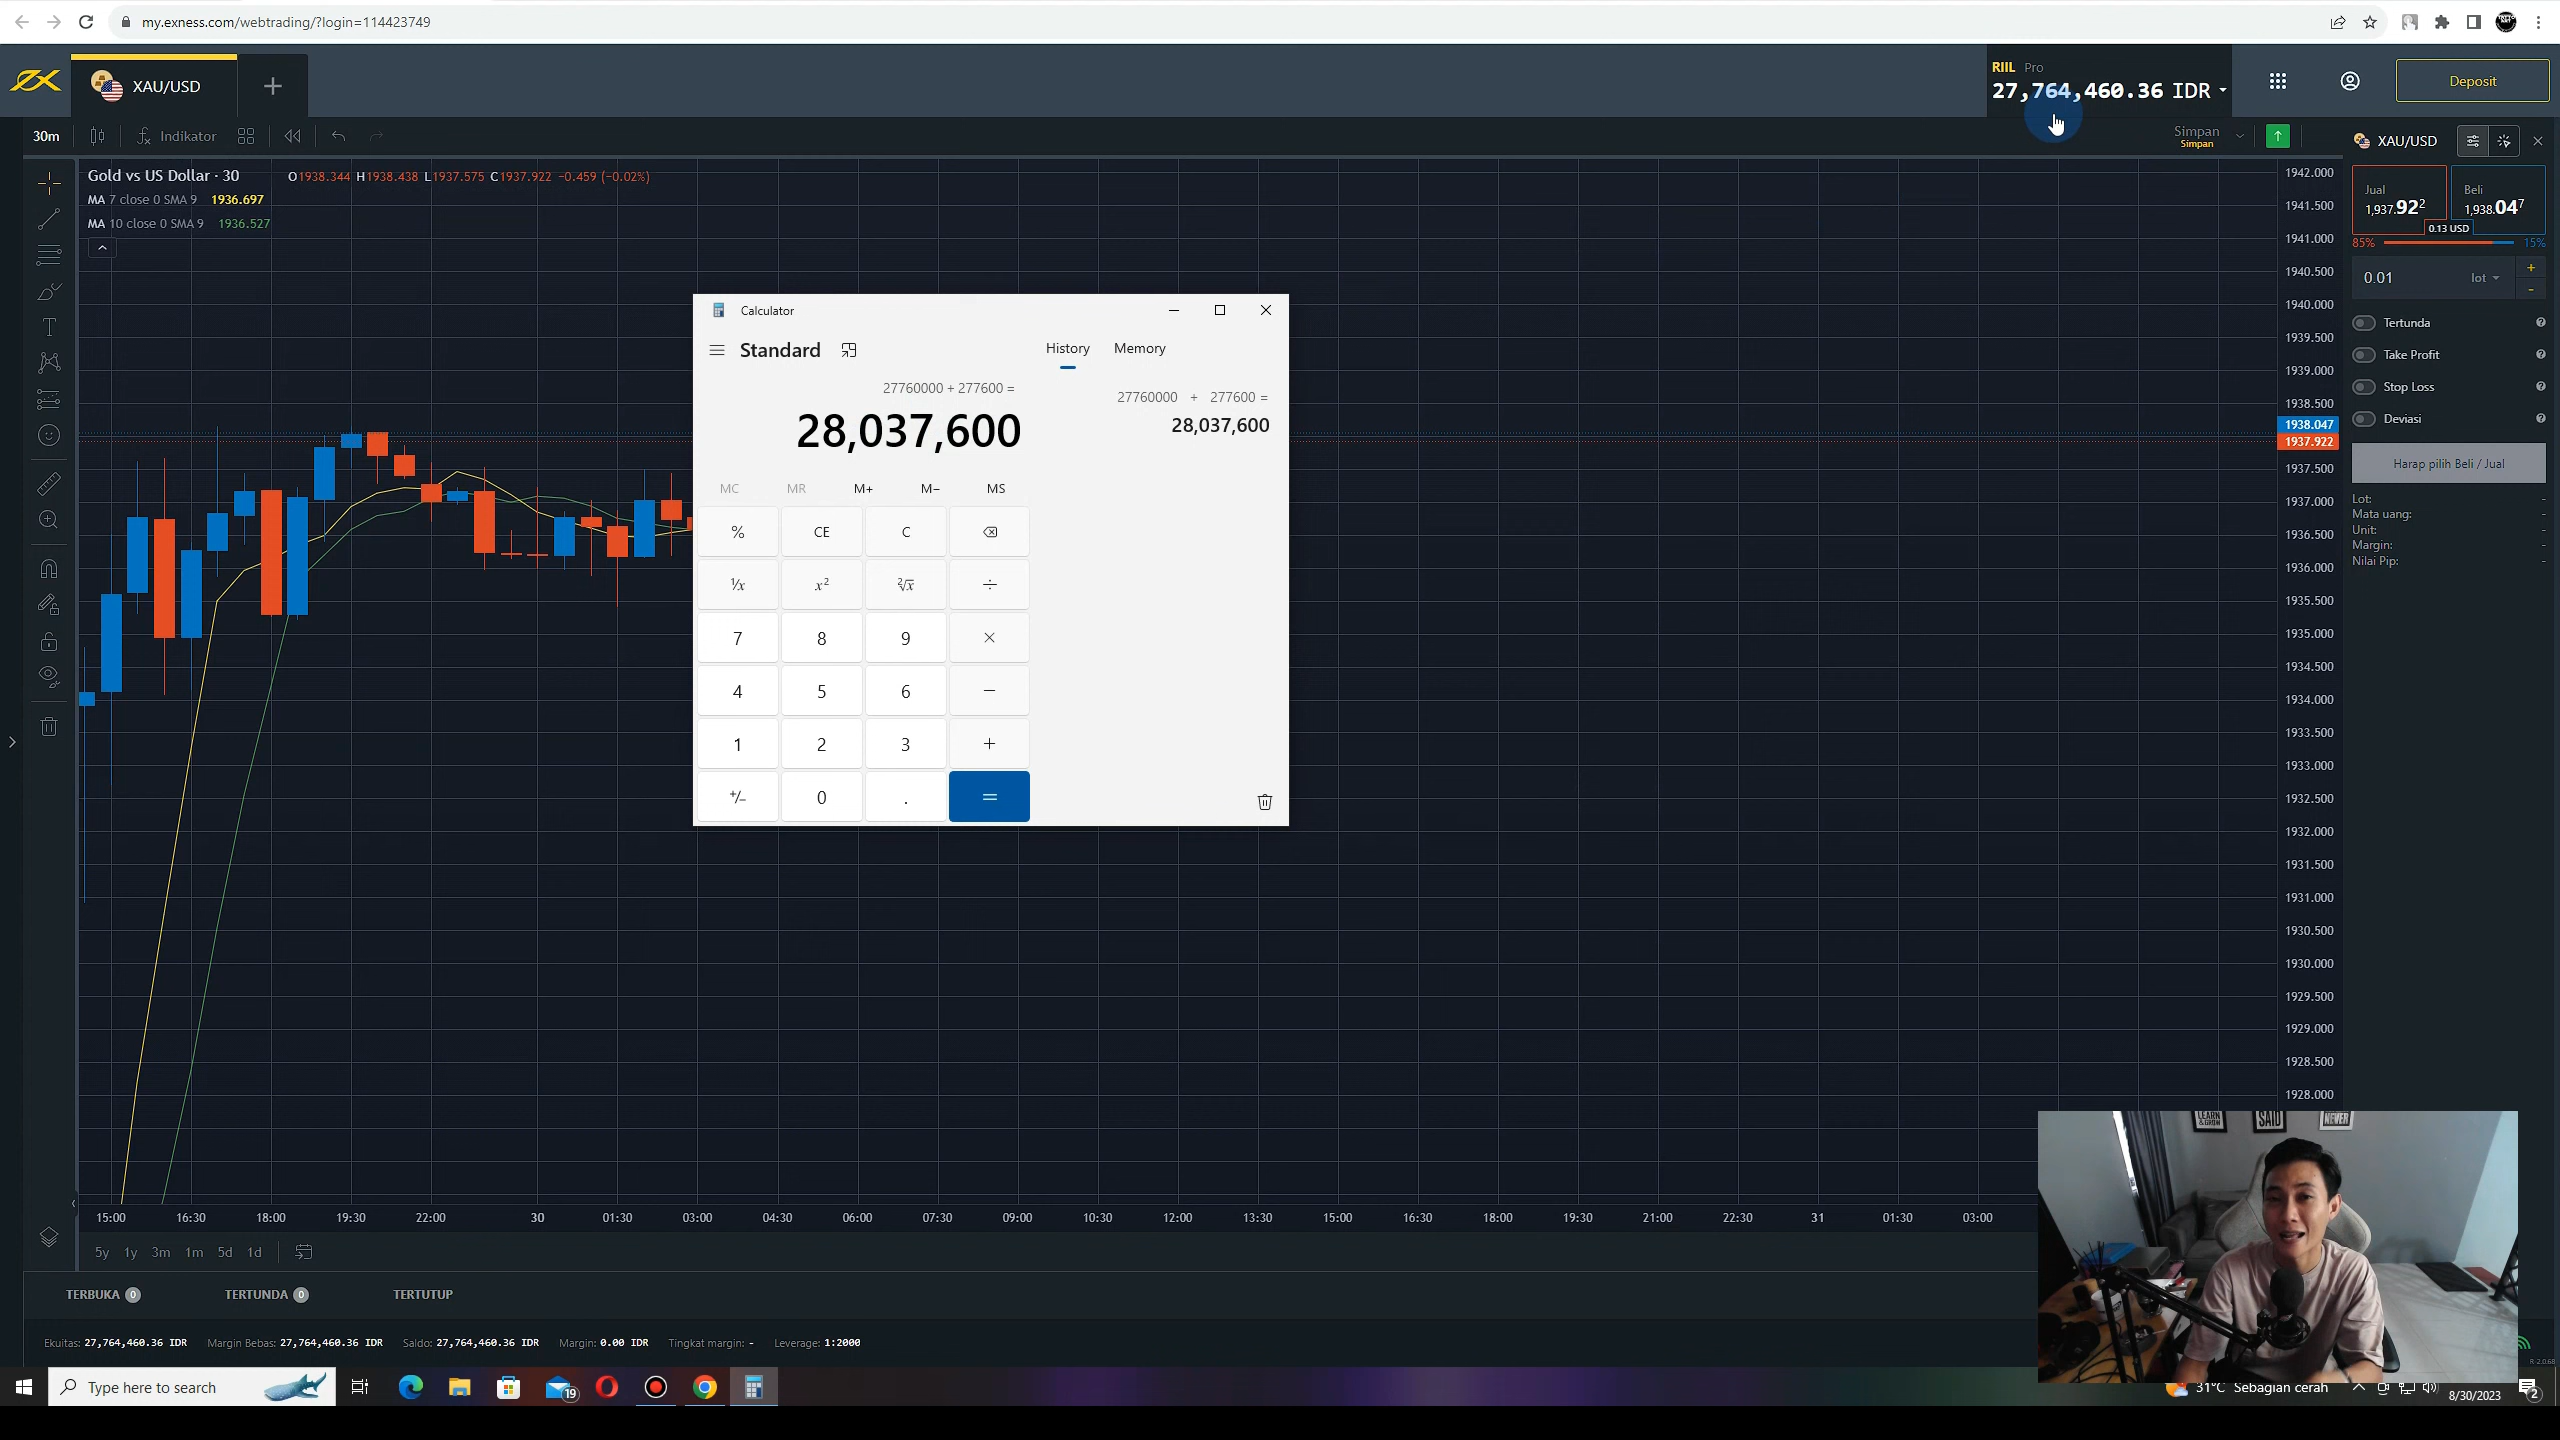 my.exness.com/webtrading/?login=114423749
XAU/USD
RIIL Pro
27,764,460.36 IDR
Deposit
30m
Indikator
Simpan
Simpan
XAU/USD
Gold vs US Dollar · 30 O1938.344 H1938.438 L1937.575 C1937.922 −0.459 (−0.02%)
MA 7 close 0 SMA 9 1936.697
MA 10 close 0 SMA 9 1936.527
Jual
1,937.922
Beli
1,938.047
0.13 USD
85%
15%
0.01 lot
+
-
Tertunda
Take Profit
Stop Loss
Deviasi
Harap pilih Beli / Jual
Lot: -
Mata uang: -
Unit: -
Margin: -
Nilai Pip: -
1942.000
1941.500
1941.000
1940.500
1940.000
1939.500
1939.000
1938.500
1938.047
1937.922
1937.500
1937.000
1936.500
1936.000
1935.500
1935.000
1934.500
1934.000
1933.500
1933.000
1932.500
1932.000
1931.500
1931.000
1930.500
1930.000
1929.500
1929.000
1928.500
1928.000
Calculator
Standard
History Memory
27760000 + 277600 =
28,037,600
27760000 + 277600 =
28,037,600
MC MR M+ M− MS
% CE C
1/x x² ²√x ÷
7 8 9 ×
4 5 6 −
1 2 3 +
+/− 0 . =
LEARN
& GROW
SAID
NEVER
15:00 16:30 18:00 19:30 22:00 30 01:30 03:00 04:30 06:00 07:30 09:00 10:30 12:00 13:30 15:00 16:30 18:00 19:30 21:00 22:30 31 01:30 03:00
5y 1y 3m 1m 5d 1d
TERBUKA 0 TERTUNDA 0 TERTUTUP
Ekuitas: 27,764,460.36 IDR Margin Bebas: 27,764,460.36 IDR Saldo: 27,764,460.36 IDR Margin: 0.00 IDR Tingkat margin: - Leverage: 1:2000
Type here to search
19
31°C Sebagian cerah
8/30/2023
2